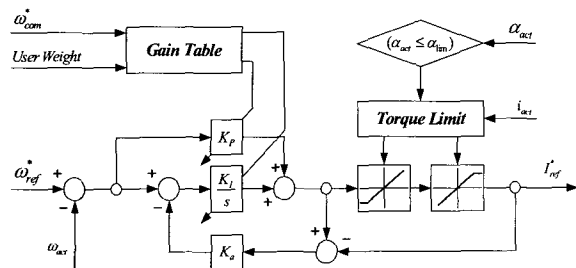 ω*com
User Weight
Gain Table
(αact ≤ αlim)
αact
Torque Limit
iact
KP
ω*ref
+
−
+
−
KI
s
+
+
I*ref
ωact
Ka
+
−